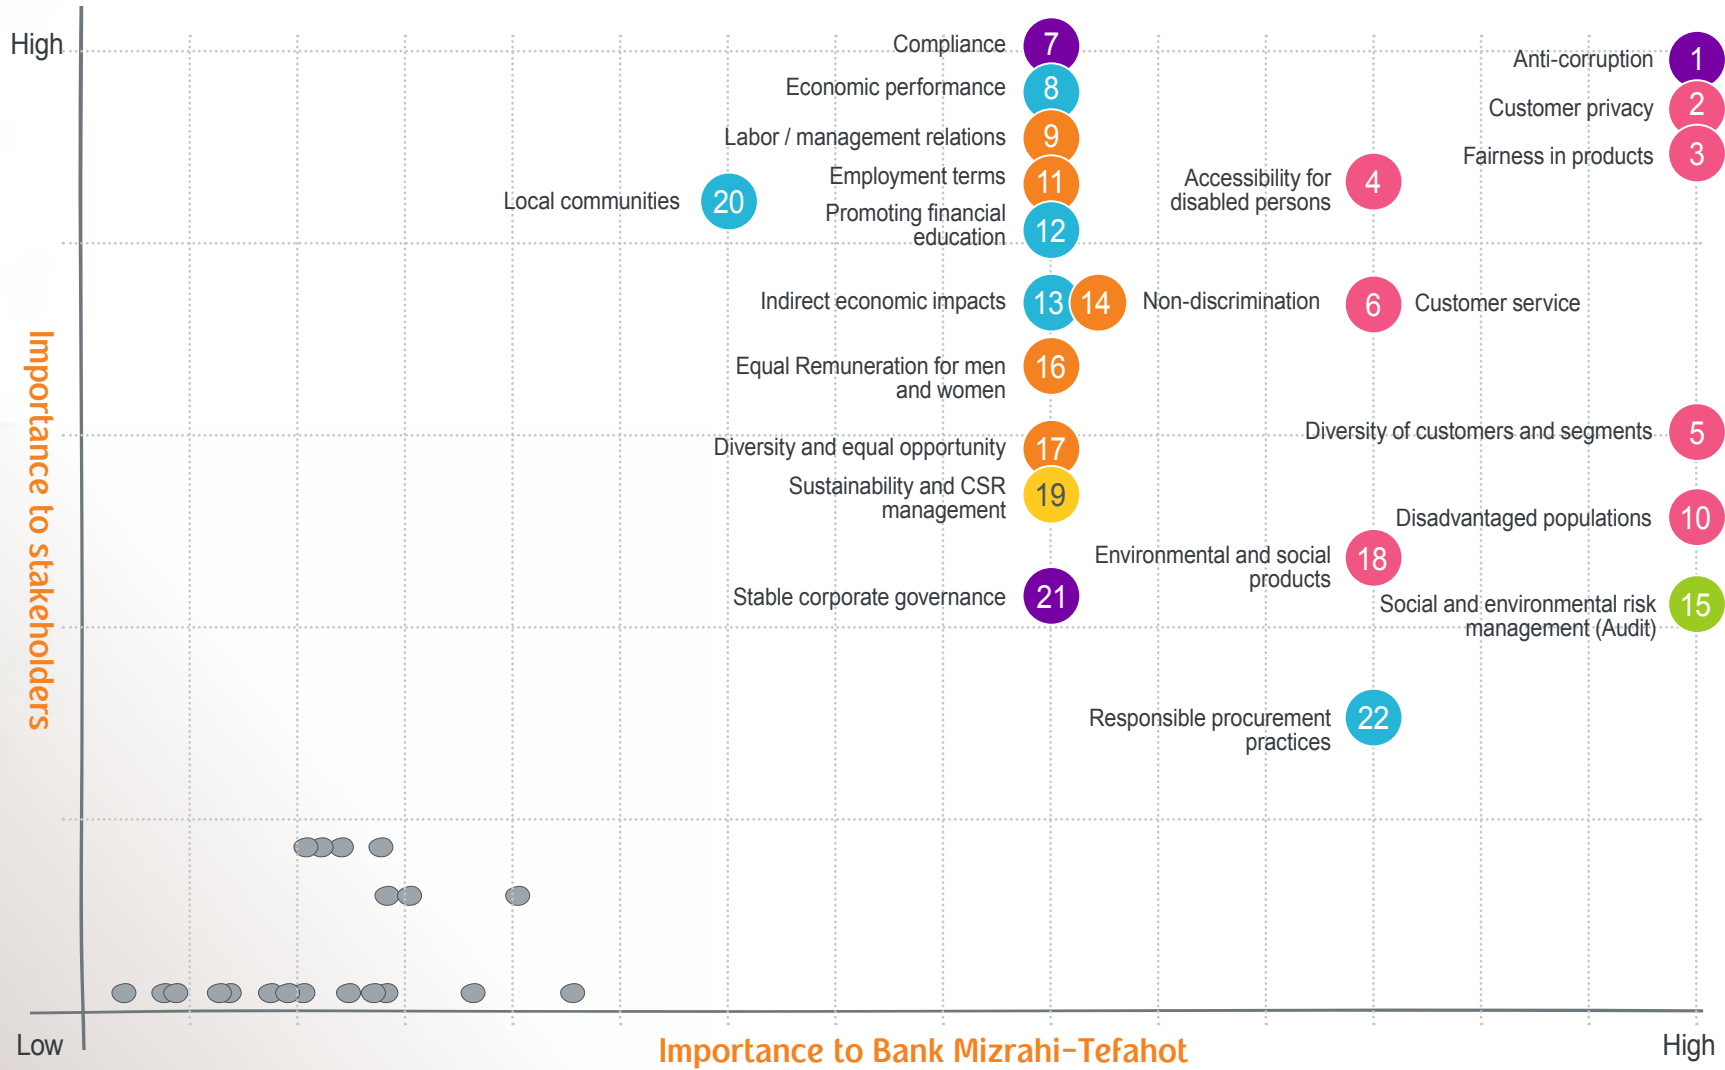 High
Compliance
7
Anti-corruption
1
Economic performance
8
Customer privacy
2
Labor / management relations
9
Fairness in products
3
Employment terms
11
Accessibility for
disabled persons
4
Local communities
20
Promoting financial
education
12
Indirect economic impacts
13
14
Non-discrimination
6
Customer service
Equal Remuneration for men
and women
16
Diversity of customers and segments
5
Diversity and equal opportunity
17
Sustainability and CSR
management
19
Disadvantaged populations
10
Environmental and social
products
18
Stable corporate governance
21
Social and environmental risk
management (Audit)
15
Responsible procurement
practices
22
Importance to stakeholders
Low
Importance to Bank Mizrahi-Tefahot
High